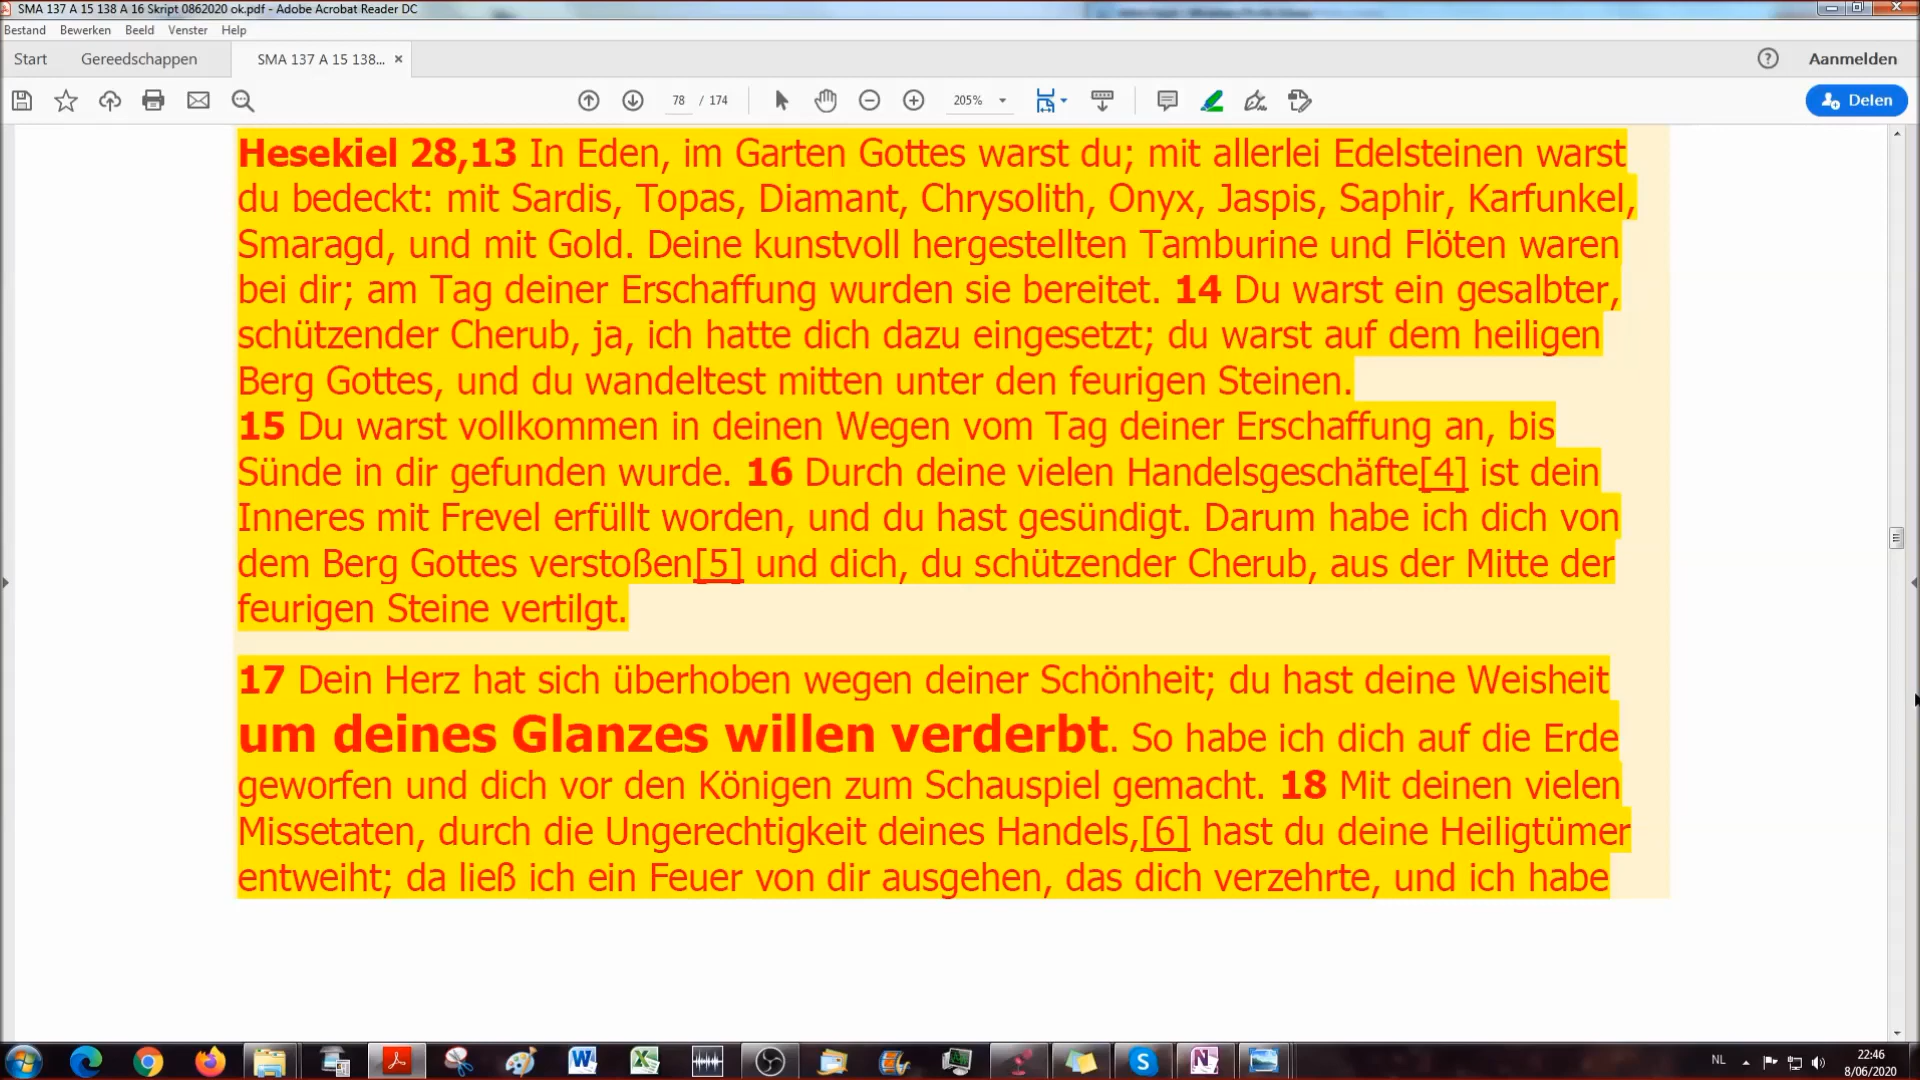 SMA 137 A 15 138 A 16 Skript 0862020 ok.pdf - Adobe Acrobat Reader DC
Bestand Bewerken Beeld Venster Help
Start Gereedschappen SMA 137 A 15 138... × Aanmelden
78 / 174 205% Delen
Hesekiel 28,13 In Eden, im Garten Gottes warst du; mit allerlei Edelsteinen warst
du bedeckt: mit Sardis, Topas, Diamant, Chrysolith, Onyx, Jaspis, Saphir, Karfunkel,
Smaragd, und mit Gold. Deine kunstvoll hergestellten Tamburine und Flöten waren
bei dir; am Tag deiner Erschaffung wurden sie bereitet. 14 Du warst ein gesalbter,
schützender Cherub, ja, ich hatte dich dazu eingesetzt; du warst auf dem heiligen
Berg Gottes, und du wandeltest mitten unter den feurigen Steinen.
15 Du warst vollkommen in deinen Wegen vom Tag deiner Erschaffung an, bis
Sünde in dir gefunden wurde. 16 Durch deine vielen Handelsgeschäfte[4] ist dein
Inneres mit Frevel erfüllt worden, und du hast gesündigt. Darum habe ich dich von
dem Berg Gottes verstoßen[5] und dich, du schützender Cherub, aus der Mitte der
feurigen Steine vertilgt.
17 Dein Herz hat sich überhoben wegen deiner Schönheit; du hast deine Weisheit
um deines Glanzes willen verderbt. So habe ich dich auf die Erde
geworfen und dich vor den Königen zum Schauspiel gemacht. 18 Mit deinen vielen
Missetaten, durch die Ungerechtigkeit deines Handels,[6] hast du deine Heiligtümer
entweiht; da ließ ich ein Feuer von dir ausgehen, das dich verzehrte, und ich habe
NL 22:46
8/06/2020